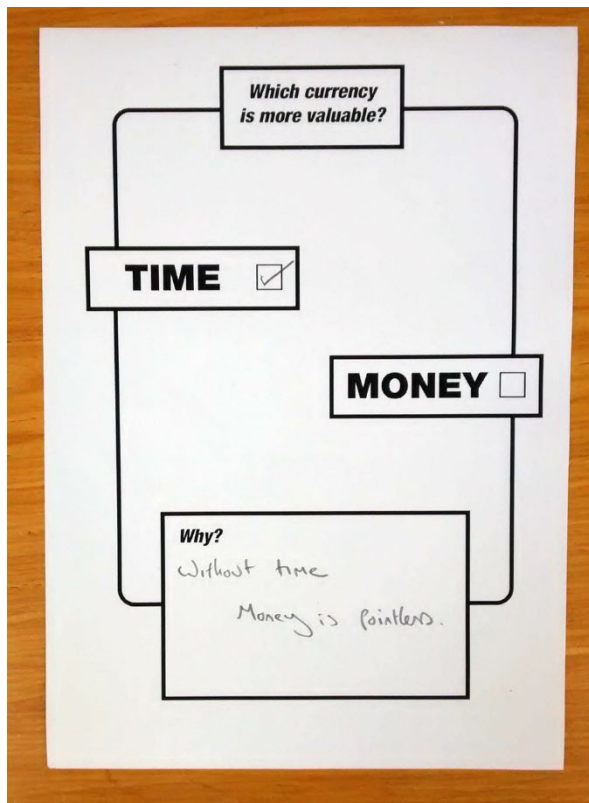 Which currency
is more valuable?
TIME
MONEY
Why?
Without time
Money is Pointless.